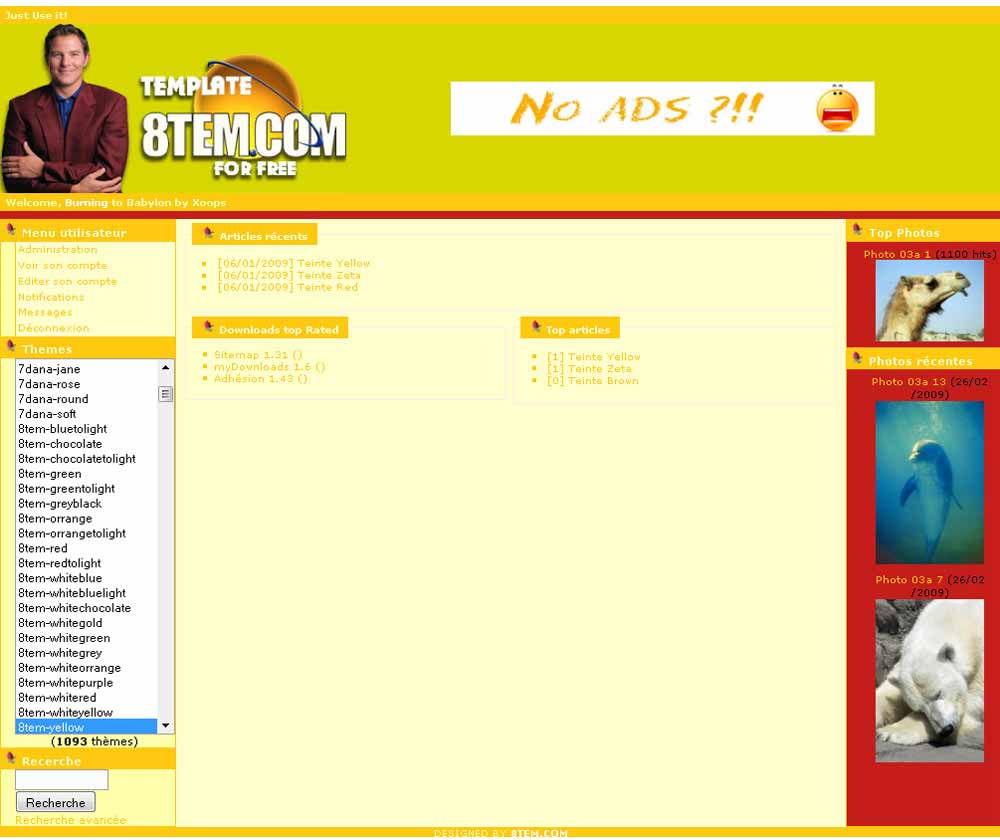 Just Use it!
TEMPLATE
8TEM.COM
FOR FREE
No ADS ?!!
Welcome, Burning to Babylon by Xoops
Menu utilisateur
Administration
Voir son compte
Editer son compte
Notifications
Messages
Déconnexion
Themes
7dana-jane
7dana-rose
7dana-round
7dana-soft
8tem-bluetolight
8tem-chocolate
8tem-chocolatetolight
8tem-green
8tem-greentolight
8tem-greyblack
8tem-orrange
8tem-orrangetolight
8tem-red
8tem-redtolight
8tem-whiteblue
8tem-whitebluelight
8tem-whitechocolate
8tem-whitegold
8tem-whitegreen
8tem-whitegrey
8tem-whiteorrange
8tem-whitepurple
8tem-whitered
8tem-whiteyellow
8tem-yellow
(1093 thèmes)
Recerche
Recherche
Recherche avancée
Articles récents
[06/01/2009] Teinte Yellow
[06/01/2009] Teinte Zeta
[06/01/2009] Teinte Red
Downloads top Rated
Sitemap 1.31 ()
myDownloads 1.6 ()
Adhésion 1.43 ()
Top articles
[1] Teinte Yellow
[1] Teinte Zeta
[0] Teinte Brown
Top Photos
Photo 03a 1 (1100 hits)
Photos récentes
Photo 03a 13 (26/02
/2009)
Photo 03a 7 (26/02
/2009)
DESIGNED BY 8TEM.COM